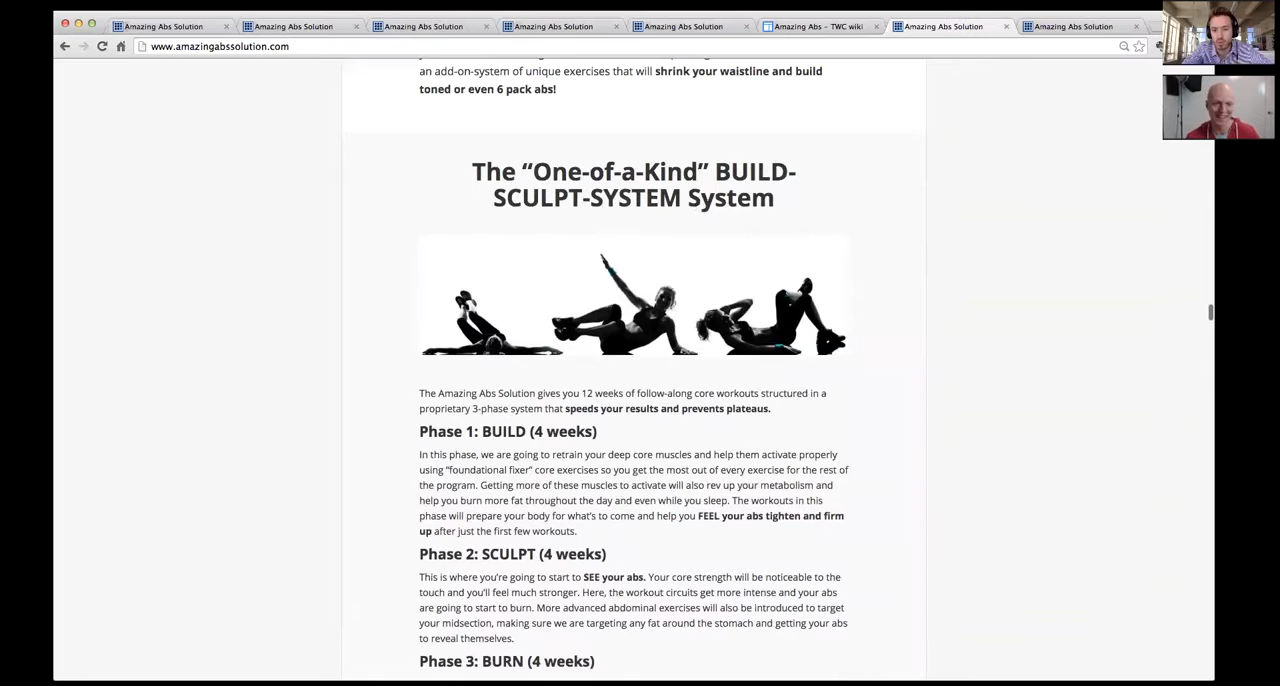 Amazing Abs Solution
Amazing Abs Solution
Amazing Abs Solution
Amazing Abs Solution
Amazing Abs Solution
Amazing Abs – TWC wiki
Amazing Abs Solution
Amazing Abs Solution
www.amazingabssolution.com
an add-on-system of unique exercises that will shrink your waistline and build
toned or even 6 pack abs!
The “One-of-a-Kind” BUILD-
SCULPT-SYSTEM System
The Amazing Abs Solution gives you 12 weeks of follow-along core workouts structured in a
proprietary 3-phase system that speeds your results and prevents plateaus.
Phase 1: BUILD (4 weeks)
In this phase, we are going to retrain your deep core muscles and help them activate properly
using “foundational fixer” core exercises so you get the most out of every exercise for the rest of
the program. Getting more of these muscles to activate will also rev up your metabolism and
help you burn more fat throughout the day and even while you sleep. The workouts in this
phase will prepare your body for what’s to come and help you FEEL your abs tighten and firm
up after just the first few workouts.
Phase 2: SCULPT (4 weeks)
This is where you’re going to start to SEE your abs. Your core strength will be noticeable to the
touch and you’ll feel much stronger. Here, the workout circuits get more intense and your abs
are going to start to burn. More advanced abdominal exercises will also be introduced to target
your midsection, making sure we are targeting any fat around the stomach and getting your abs
to reveal themselves.
Phase 3: BURN (4 weeks)